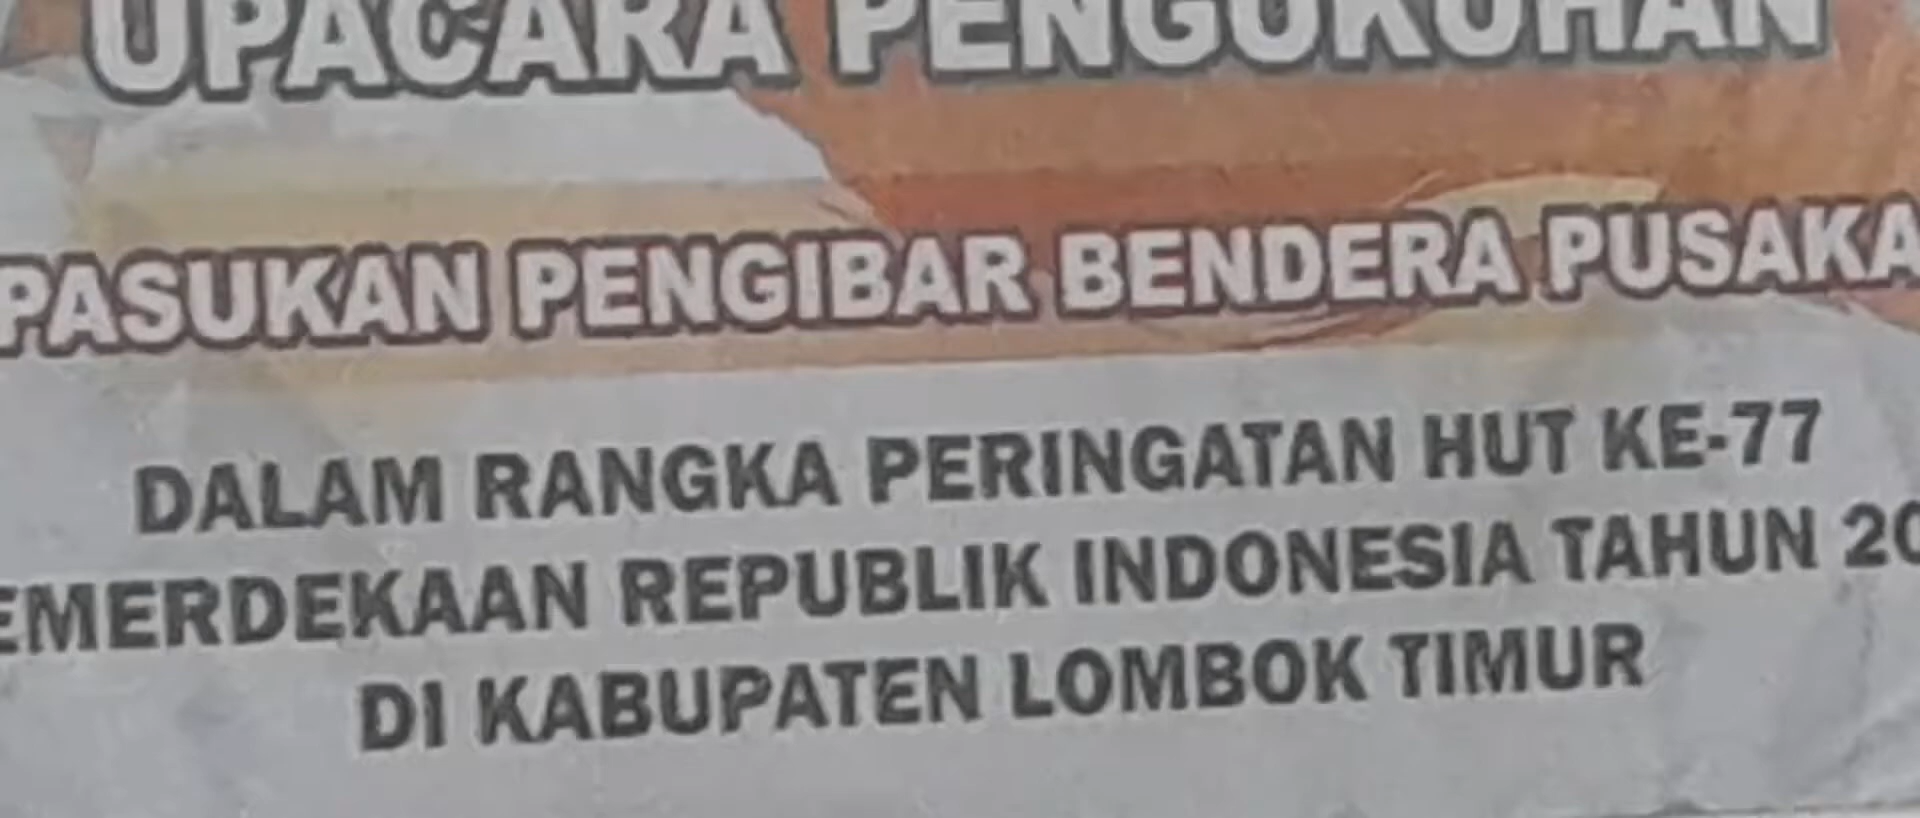 UPACARA PENGUKUHAN
PASUKAN PENGIBAR BENDERA PUSAKA
DALAM RANGKA PERINGATAN HUT KE-77
EMERDEKAAN REPUBLIK INDONESIA TAHUN 20
DI KABUPATEN LOMBOK TIMUR